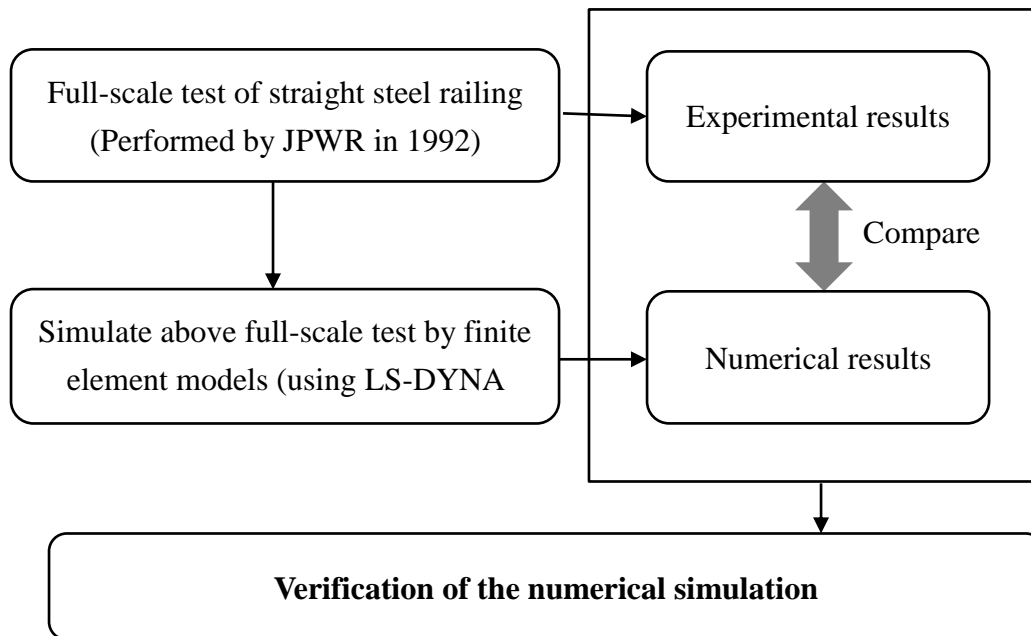 Full-scale test of straight steel railing
(Performed by JPWR in 1992)
Experimental results
Compare
Simulate above full-scale test by finite
element models (using LS-DYNA
Numerical results
Verification of the numerical simulation